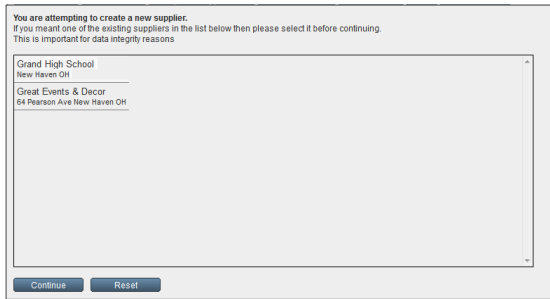 You are attempting to create a new supplier.
If you meant one of the existing suppliers in the list below then please select it before continuing.
This is important for data integrity reasons
Grand High School
New Haven OH
Great Events & Decor
64 Pearson Ave New Haven OH
Continue
Reset